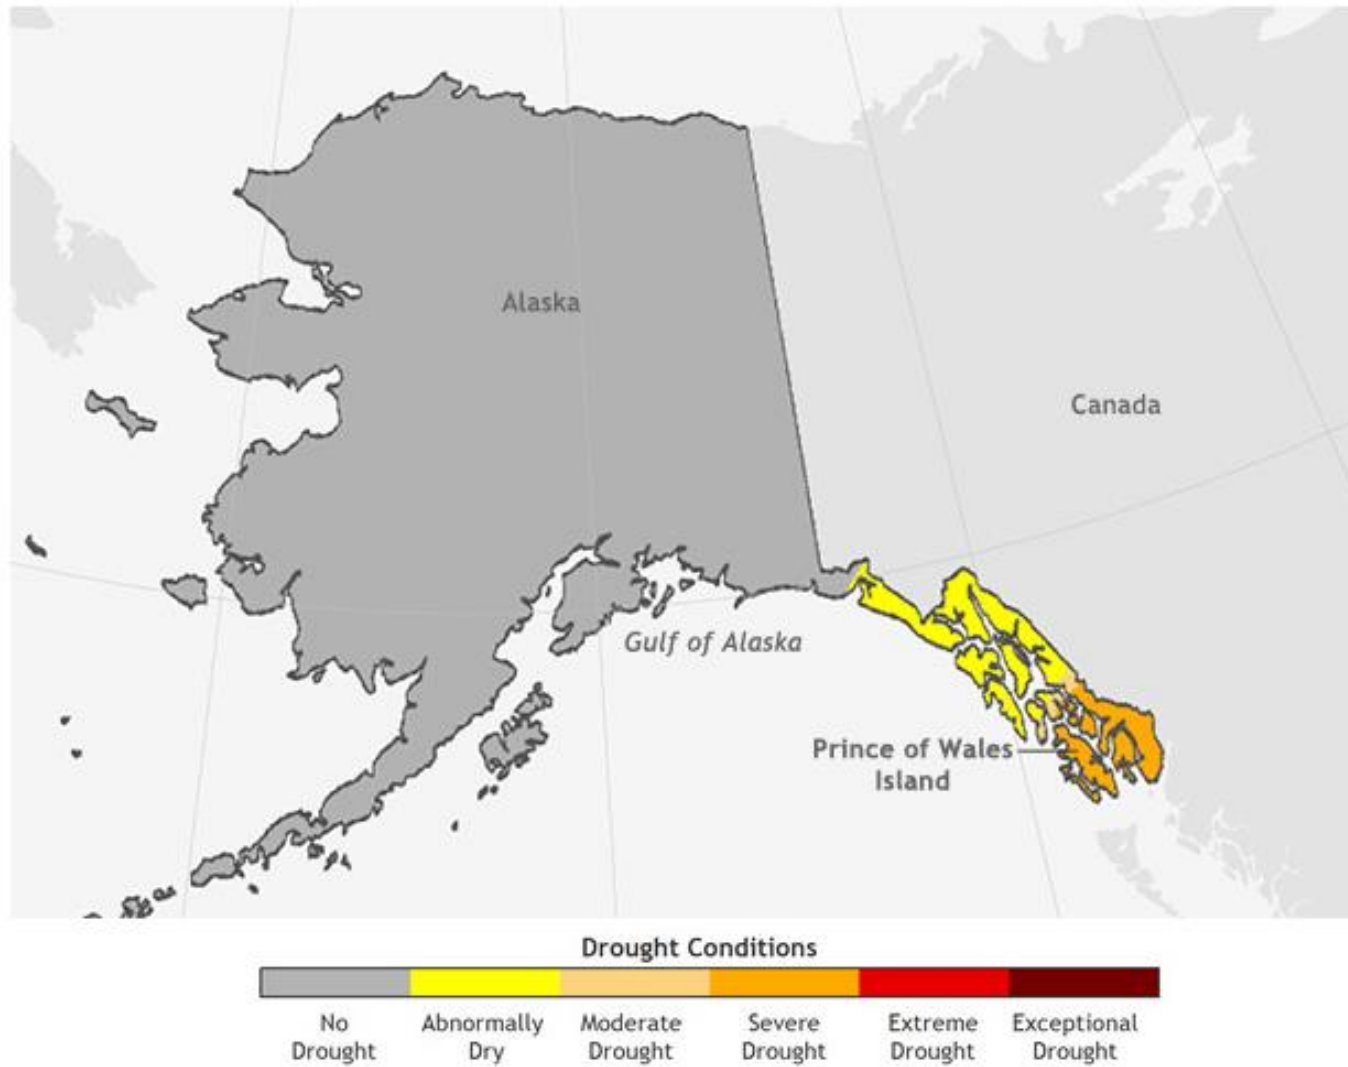 Alaska
Canada
Gulf of Alaska
Prince of Wales
Island
Drought Conditions
No
Drought
Abnormally
Dry
Moderate
Drought
Severe
Drought
Extreme
Drought
Exceptional
Drought